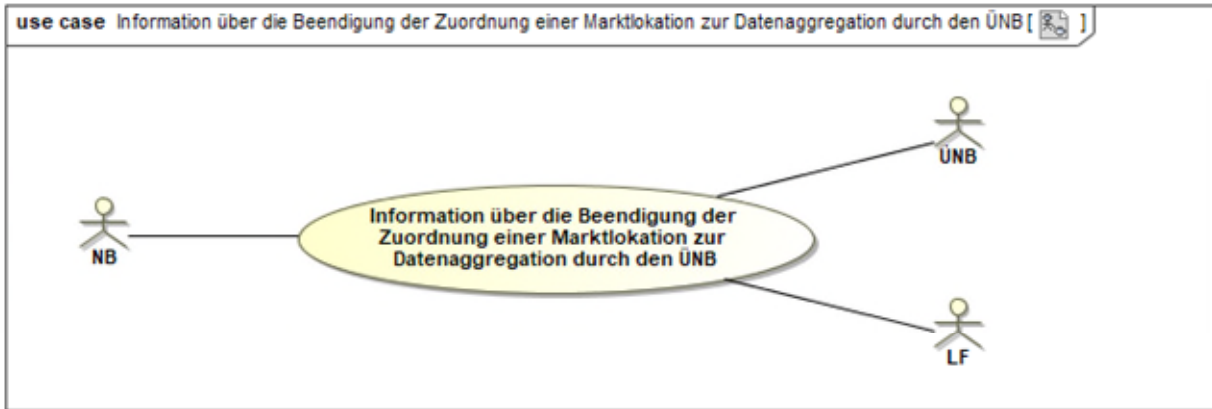 use case Information über die Beendigung der Zuordnung einer Marktlokation zur Datenaggregation durch den ÜNB [ ]
ÜNB
Information über die Beendigung der
Zuordnung einer Marktlokation zur
Datenaggregation durch den ÜNB
NB
LF